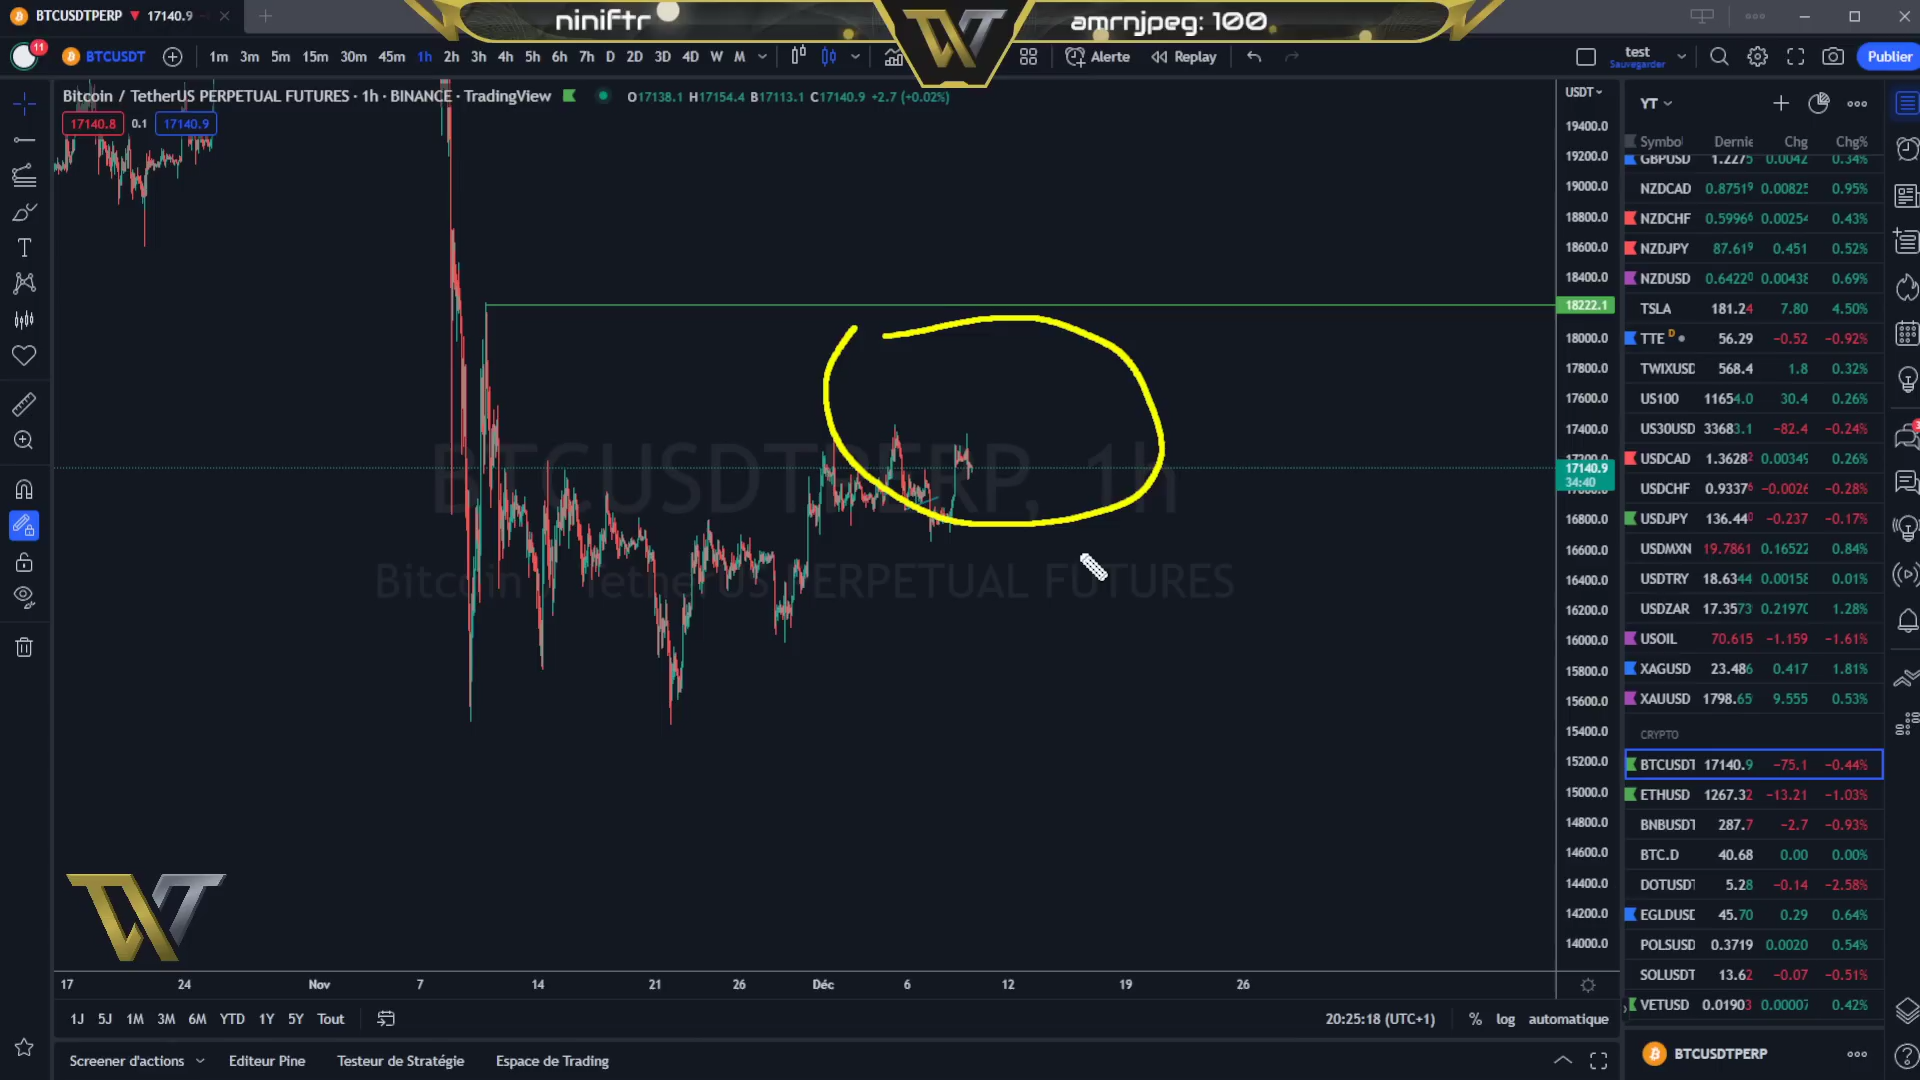 BTCUSDTPERP ▼ 17140.9
niniftr
amrnjpeg: 100
11
BTCUSDT
1m 3m 5m 15m 30m 45m 1h 2h 3h 4h 5h 6h 7h D 2D 3D 4D W M
Alerte
Replay
test
Sauvegarder
Publier
Bitcoin / TetherUS PERPETUAL FUTURES · 1h · BINANCE · TradingView
O17138.1 H17154.4 B17113.1 C17140.9 +2.7 (+0.02%)
17140.8 0.1 17140.9
USDT
19400.0
19200.0
19000.0
18800.0
18600.0
18400.0
18222.1
18000.0
17800.0
17600.0
17400.0
17140.9
34:40
16800.0
16600.0
16400.0
16200.0
16000.0
15800.0
15600.0
15400.0
15200.0
15000.0
14800.0
14600.0
14400.0
14200.0
14000.0
BTCUSDTPERP, 1h
Bitcoin / TetherUS PERPETUAL FUTURES
17 24 Nov 7 14 21 26 Déc 6 12 19 26
1J 5J 1M 3M 6M YTD 1Y 5Y Tout
20:25:18 (UTC+1) % log automatique
Screener d'actions Editeur Pine Testeur de Stratégie Espace de Trading
YT
Symbol Dernie Chg Chg%
GBPUSD 1.2275 0.0042 0.34%
NZDCAD 0.87519 0.00825 0.95%
NZDCHF 0.59966 0.00254 0.43%
NZDJPY 87.619 0.451 0.52%
NZDUSD 0.64220 0.00438 0.69%
TSLA 181.24 7.80 4.50%
TTE D 56.29 −0.52 −0.92%
TWIXUSD 568.4 1.8 0.32%
US100 11654.0 30.4 0.26%
US30USD 33683.1 −82.4 −0.24%
USDCAD 1.36282 0.00349 0.26%
USDCHF 0.93376 −0.0026 −0.28%
USDJPY 136.440 −0.237 −0.17%
USDMXN 19.7861 0.16522 0.84%
USDTRY 18.6344 0.00158 0.01%
USDZAR 17.3573 0.21970 1.28%
USOIL 70.615 −1.159 −1.61%
XAGUSD 23.486 0.417 1.81%
XAUUSD 1798.65 9.555 0.53%
CRYPTO
BTCUSDT 17140.9 −75.1 −0.44%
ETHUSD 1267.32 −13.21 −1.03%
BNBUSDT 287.7 −2.7 −0.93%
BTC.D 40.68 0.00 0.00%
DOTUSDT 5.28 −0.14 −2.58%
EGLDUSD 45.70 0.29 0.64%
POLSUSD 0.3719 0.0020 0.54%
SOLUSDT 13.62 −0.07 −0.51%
VETUSD 0.01903 0.00007 0.42%
BTCUSDTPERP